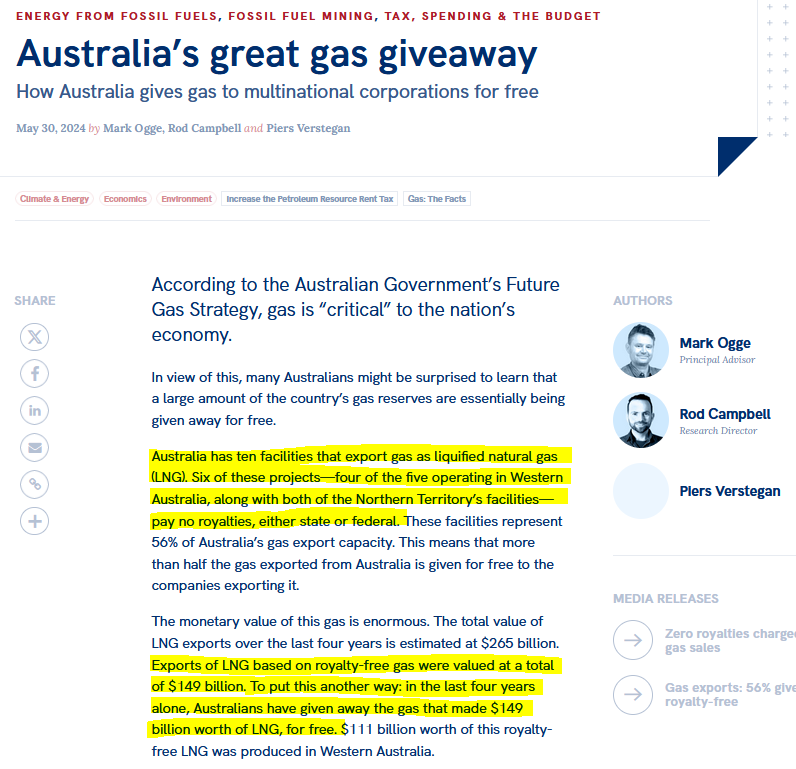 ENERGY FROM FOSSIL FUELS, FOSSIL FUEL MINING, TAX, SPENDING & THE BUDGET
Australia's great gas giveaway
How Australia gives gas to multinational corporations for free
May 30, 2024 by Mark Ogge, Rod Campbell and Piers Verstegan
Climate & Energy Economics Environment Increase the Petroleum Resource Rent Tax Gas: The Facts
SHARE
According to the Australian Government's Future
Gas Strategy, gas is “critical” to the nation's
economy.
In view of this, many Australians might be surprised to learn that
a large amount of the country's gas reserves are essentially being
given away for free.
Australia has ten facilities that export gas as liquified natural gas
(LNG). Six of these projects—four of the five operating in Western
Australia, along with both of the Northern Territory's facilities—
pay no royalties, either state or federal. These facilities represent
56% of Australia's gas export capacity. This means that more
than half the gas exported from Australia is given for free to the
companies exporting it.
The monetary value of this gas is enormous. The total value of
LNG exports over the last four years is estimated at $265 billion.
Exports of LNG based on royalty-free gas were valued at a total
of $149 billion. To put this another way: in the last four years
alone, Australians have given away the gas that made $149
billion worth of LNG, for free. $111 billion worth of this royalty-
free LNG was produced in Western Australia.
AUTHORS
Mark Ogge
Principal Advisor
Rod Campbell
Research Director
Piers Verstegan
MEDIA RELEASES
Zero royalties charge
gas sales
Gas exports: 56% give
royalty-free